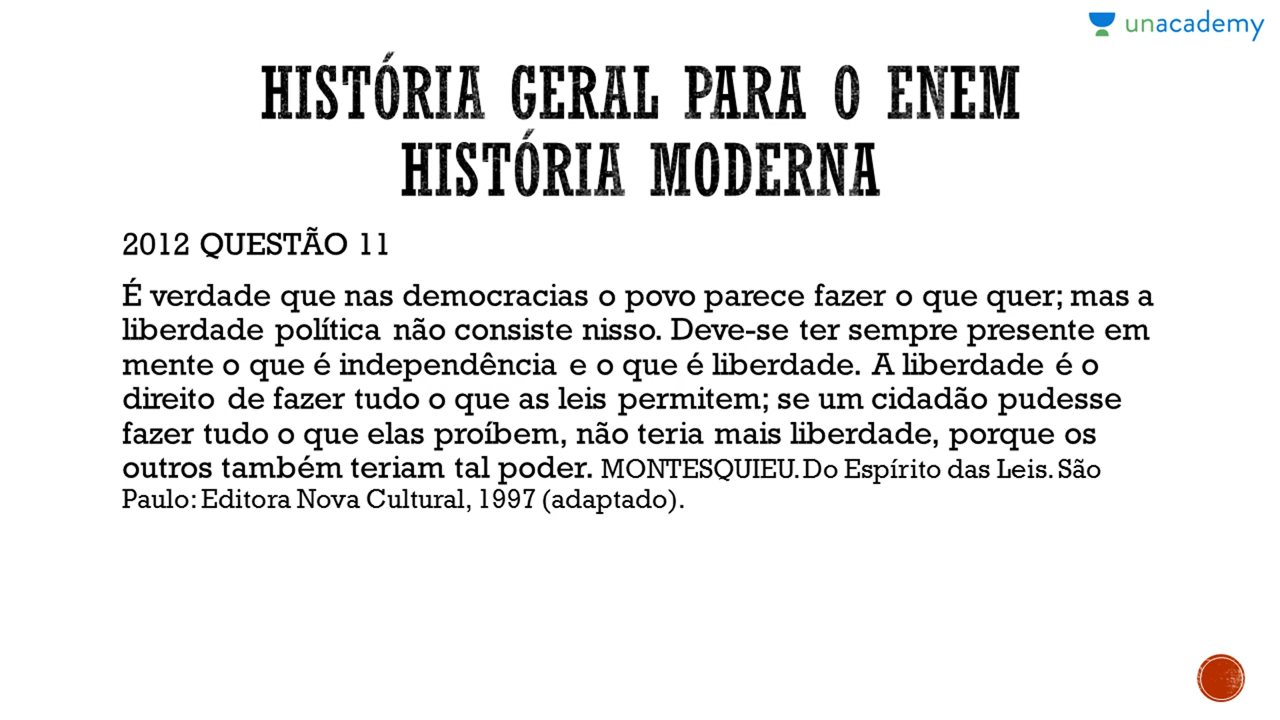 unacademy
HISTÓRIA GERAL PARA O ENEM
HISTÓRIA MODERNA
2012 QUESTÃO 11
É verdade que nas democracias o povo parece fazer o que quer; mas a
liberdade política não consiste nisso. Deve-se ter sempre presente em
mente o que é independência e o que é liberdade. A liberdade é o
direito de fazer tudo o que as leis permitem; se um cidadão pudesse
fazer tudo o que elas proíbem, não teria mais liberdade, porque os
outros também teriam tal poder. MONTESQUIEU. Do Espírito das Leis. São
Paulo: Editora Nova Cultural, 1997 (adaptado).